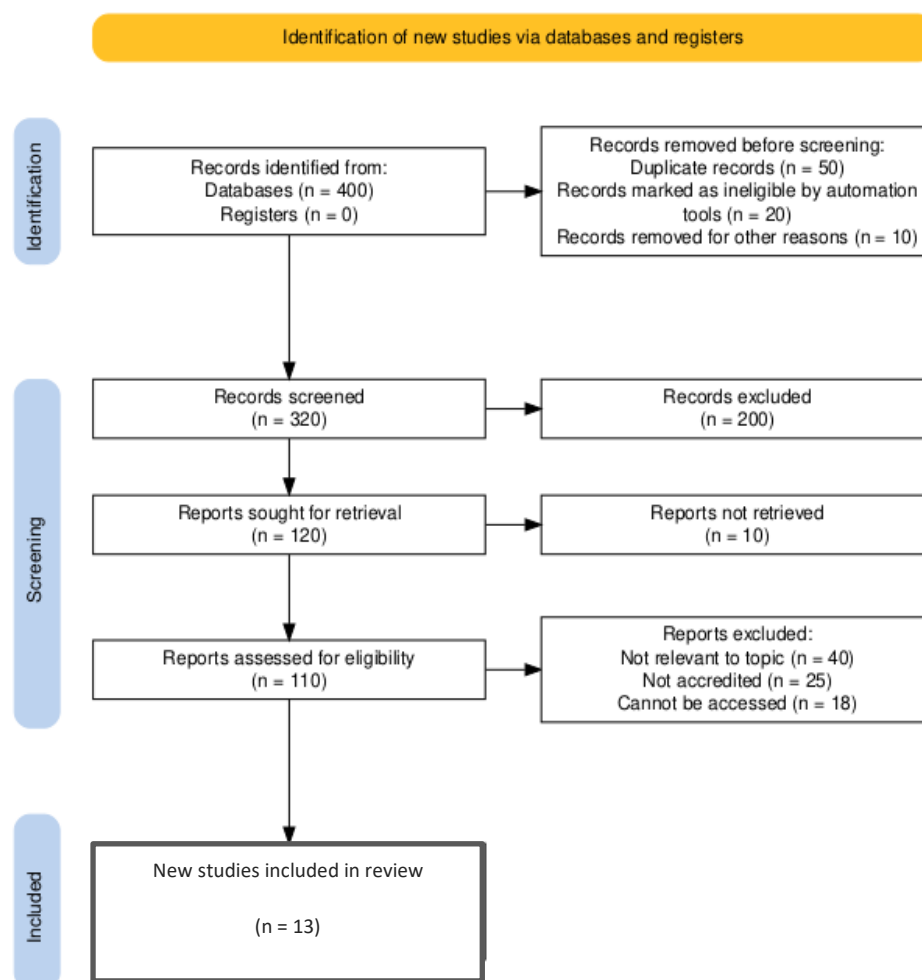 Identification of new studies via databases and registers
Identification
Records identified from:
Databases (n = 400)
Registers (n = 0)
Records removed before screening:
Duplicate records (n = 50)
Records marked as ineligible by automation
tools (n = 20)
Records removed for other reasons (n = 10)
Screening
Records screened
(n = 320)
Records excluded
(n = 200)
Reports sought for retrieval
(n = 120)
Reports not retrieved
(n = 10)
Reports assessed for eligibility
(n = 110)
Reports excluded:
Not relevant to topic (n = 40)
Not accredited (n = 25)
Cannot be accessed (n = 18)
Included
New studies included in review
(n = 13)